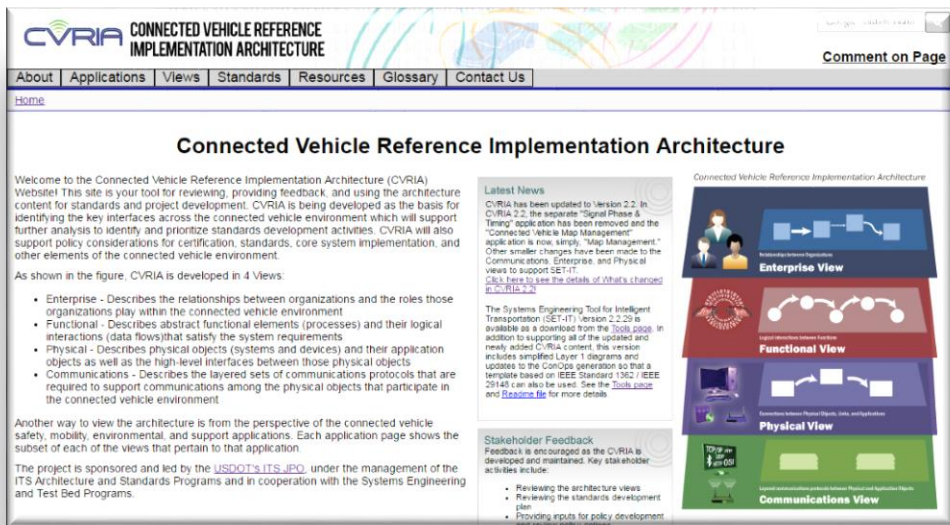 CVRIA CONNECTED VEHICLE REFERENCE
IMPLEMENTATION ARCHITECTURE
Comment on Page
About Applications Views Standards Resources Glossary Contact Us
Home
Connected Vehicle Reference Implementation Architecture
Welcome to the Connected Vehicle Reference Implementation Architecture (CVRIA)
Website! This site is your tool for reviewing, providing feedback, and using the architecture
content for standards and project development. CVRIA is being developed as the basis for
identifying the key interfaces across the connected vehicle environment which will support
further analysis to identify and prioritize standards development activities. CVRIA will also
support policy considerations for certification, standards, core system implementation, and
other elements of the connected vehicle environment.
As shown in the figure, CVRIA is developed in 4 Views:
• Enterprise - Describes the relationships between organizations and the roles those
organizations play within the connected vehicle environment
• Functional - Describes abstract functional elements (processes) and their logical
interactions (data flows)that satisfy the system requirements
• Physical - Describes physical objects (systems and devices) and their application
objects as well as the high-level interfaces between those physical objects
• Communications - Describes the layered sets of communications protocols that are
required to support communications among the physical objects that participate in
the connected vehicle environment
Another way to view the architecture is from the perspective of the connected vehicle
safety, mobility, environmental, and support applications. Each application page shows the
subset of each of the views that pertain to that application.
The project is sponsored and led by the USDOT's ITS JPO, under the management of the
ITS Architecture and Standards Programs and in cooperation with the Systems Engineering
and Test Bed Programs.
Latest News
CVRIA has been updated to Version 2.2. In
CVRIA 2.2, the separate "Signal Phase &
Timing" application has been removed and the
"Connected Vehicle Map Management"
application is now, simply, "Map Management."
Other smaller changes have been made to the
Communications, Enterprise, and Physical
views to support SET-IT.
Click here to see the details of What's changed
in CVRIA 2.2!
The Systems Engineering Tool for Intelligent
Transportation (SET-IT) Version 2.2.29 is
available as a download from the Tools page. In
addition to supporting all of the updated and
newly added CVRIA content, this version
includes simplified Layer 1 diagrams and
updates to the ConOps generation so that a
template based on IEEE Standard 1362 / IEEE
29148 can also be used. See the Tools page
and Readme file for more details.
Stakeholder Feedback
Feedback is encouraged as the CVRIA is
developed and maintained. Key stakeholder
activities include:
• Reviewing the architecture views
• Reviewing the standards development
plan
• Providing inputs for policy development
Connected Vehicle Reference Implementation Architecture
Relationships between Organizations
Enterprise View
Logical interactions between Functions
Functional View
Connections between Physical Objects, Links, and Applications
Physical View
Layered communications protocols between Physical and Application Objects
Communications View